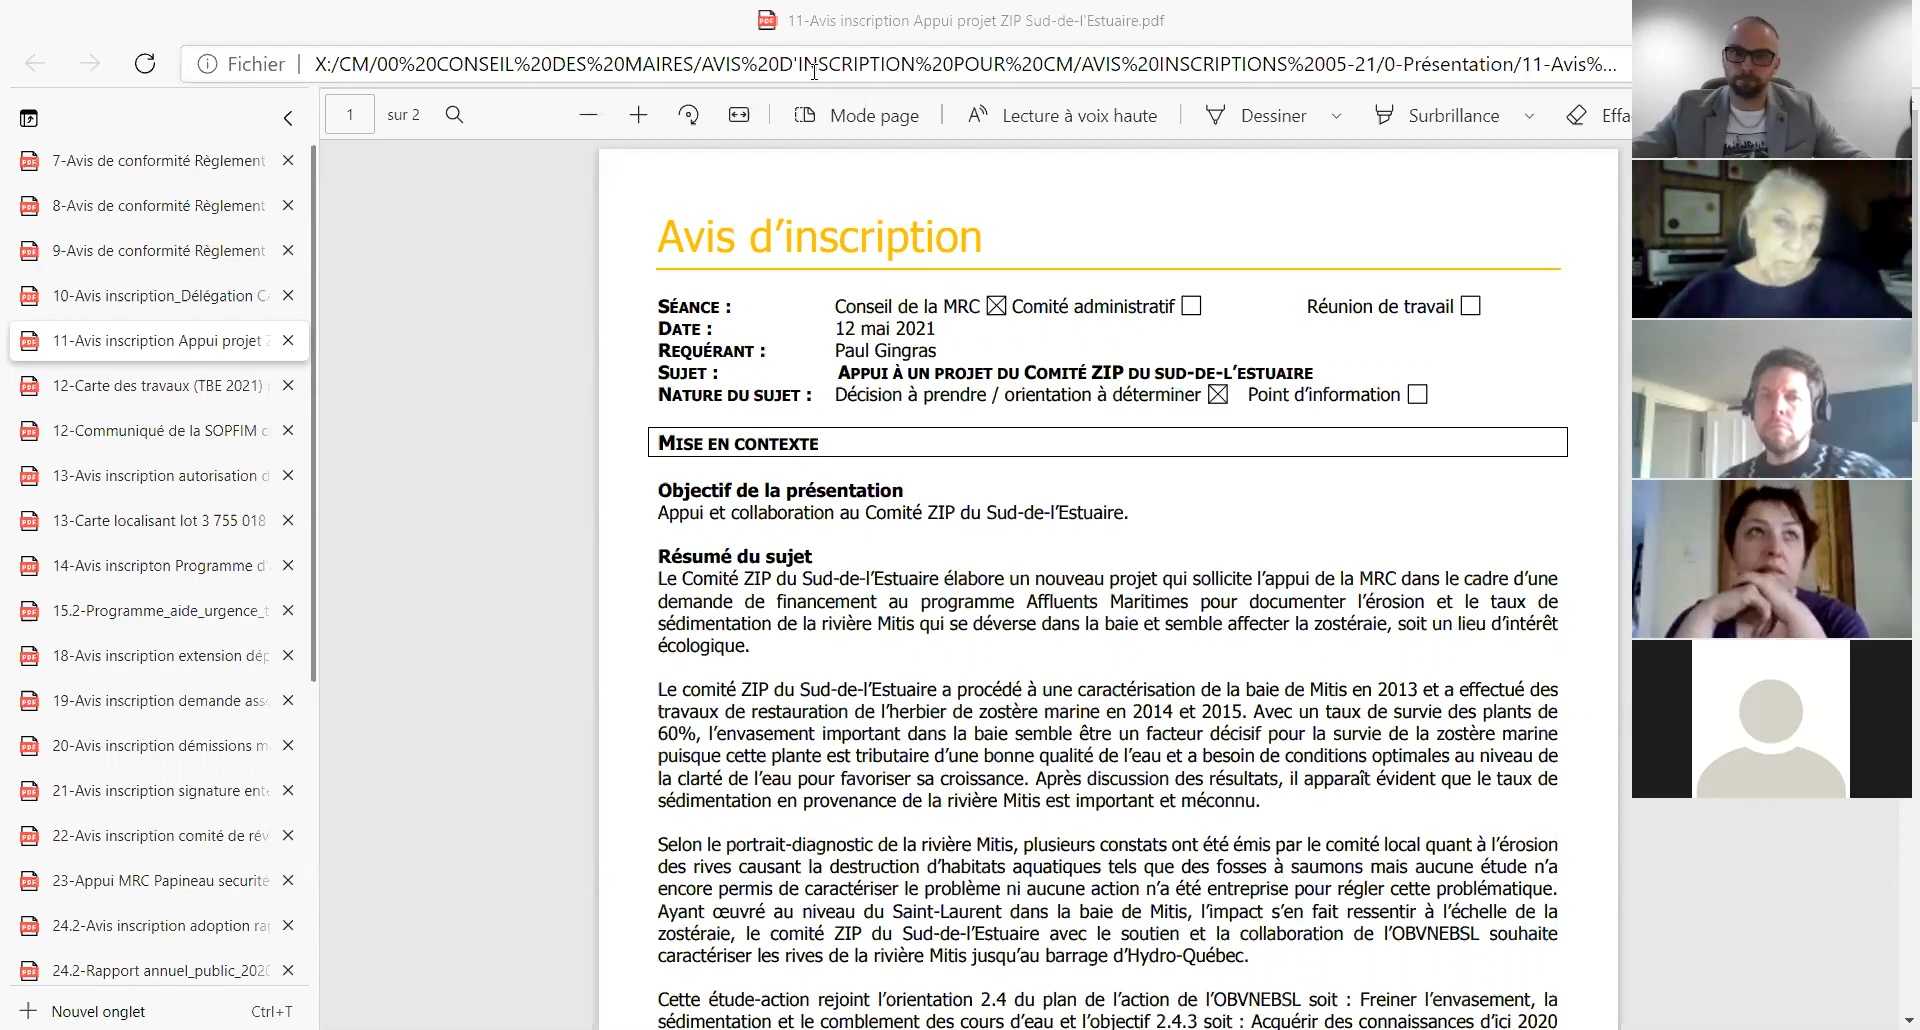 11-Avis inscription Appui projet ZIP Sud-de-l'Estuaire.pdf
Fichier
X:/CM/00%20CONSEIL%20DES%20MAIRES/AVIS%20D'INSCRIPTION%20POUR%20CM/AVIS%20INSCRIPTIONS%2005-21/0-Présentation/11-Avis%...
1 sur 2
Mode page
Lecture à voix haute
Dessiner
Surbrillance
Effa
7-Avis de conformité Règlement
8-Avis de conformité Règlement
9-Avis de conformité Règlement
10-Avis inscription_Délégation CA
11-Avis inscription Appui projet Z
12-Carte des travaux (TBE 2021)
12-Communiqué de la SOPFIM c
13-Avis inscription autorisation d
13-Carte localisant lot 3 755 018
14-Avis inscripton Programme d'
15.2-Programme_aide_urgence_t
18-Avis inscription extension dép
19-Avis inscription demande asso
20-Avis inscription démissions m
21-Avis inscription signature ente
22-Avis inscription comité de rév
23-Appui MRC Papineau securité
24.2-Avis inscription adoption ra
24.2-Rapport annuel_public_2020
Nouvel onglet
Ctrl+T
Avis d'inscription
SÉANCE : Conseil de la MRC ☒ Comité administratif ☐ Réunion de travail ☐
DATE : 12 mai 2021
REQUÉRANT : Paul Gingras
SUJET : APPUI À UN PROJET DU COMITÉ ZIP DU SUD-DE-L'ESTUAIRE
NATURE DU SUJET : Décision à prendre / orientation à déterminer ☒ Point d'information ☐
MISE EN CONTEXTE
Objectif de la présentation
Appui et collaboration au Comité ZIP du Sud-de-l'Estuaire.
Résumé du sujet
Le Comité ZIP du Sud-de-l'Estuaire élabore un nouveau projet qui sollicite l'appui de la MRC dans le cadre d'une
demande de financement au programme Affluents Maritimes pour documenter l'érosion et le taux de
sédimentation de la rivière Mitis qui se déverse dans la baie et semble affecter la zostéraie, soit un lieu d'intérêt
écologique.
Le comité ZIP du Sud-de-l'Estuaire a procédé à une caractérisation de la baie de Mitis en 2013 et a effectué des
travaux de restauration de l'herbier de zostère marine en 2014 et 2015. Avec un taux de survie des plants de
60%, l'envasement important dans la baie semble être un facteur décisif pour la survie de la zostère marine
puisque cette plante est tributaire d'une bonne qualité de l'eau et a besoin de conditions optimales au niveau de
la clarté de l'eau pour favoriser sa croissance. Après discussion des résultats, il apparaît évident que le taux de
sédimentation en provenance de la rivière Mitis est important et méconnu.
Selon le portrait-diagnostic de la rivière Mitis, plusieurs constats ont été émis par le comité local quant à l'érosion
des rives causant la destruction d'habitats aquatiques tels que des fosses à saumons mais aucune étude n'a
encore permis de caractériser le problème ni aucune action n'a été entreprise pour régler cette problématique.
Ayant œuvré au niveau du Saint-Laurent dans la baie de Mitis, l'impact s'en fait ressentir à l'échelle de la
zostéraie, le comité ZIP du Sud-de-l'Estuaire avec le soutien et la collaboration de l'OBVNEBSL souhaite
caractériser les rives de la rivière Mitis jusqu'au barrage d'Hydro-Québec.
Cette étude-action rejoint l'orientation 2.4 du plan de l'action de l'OBVNEBSL soit : Freiner l'envasement, la
sédimentation et le comblement des cours d'eau et l'objectif 2.4.3 soit : Acquérir des connaissances d'ici 2020